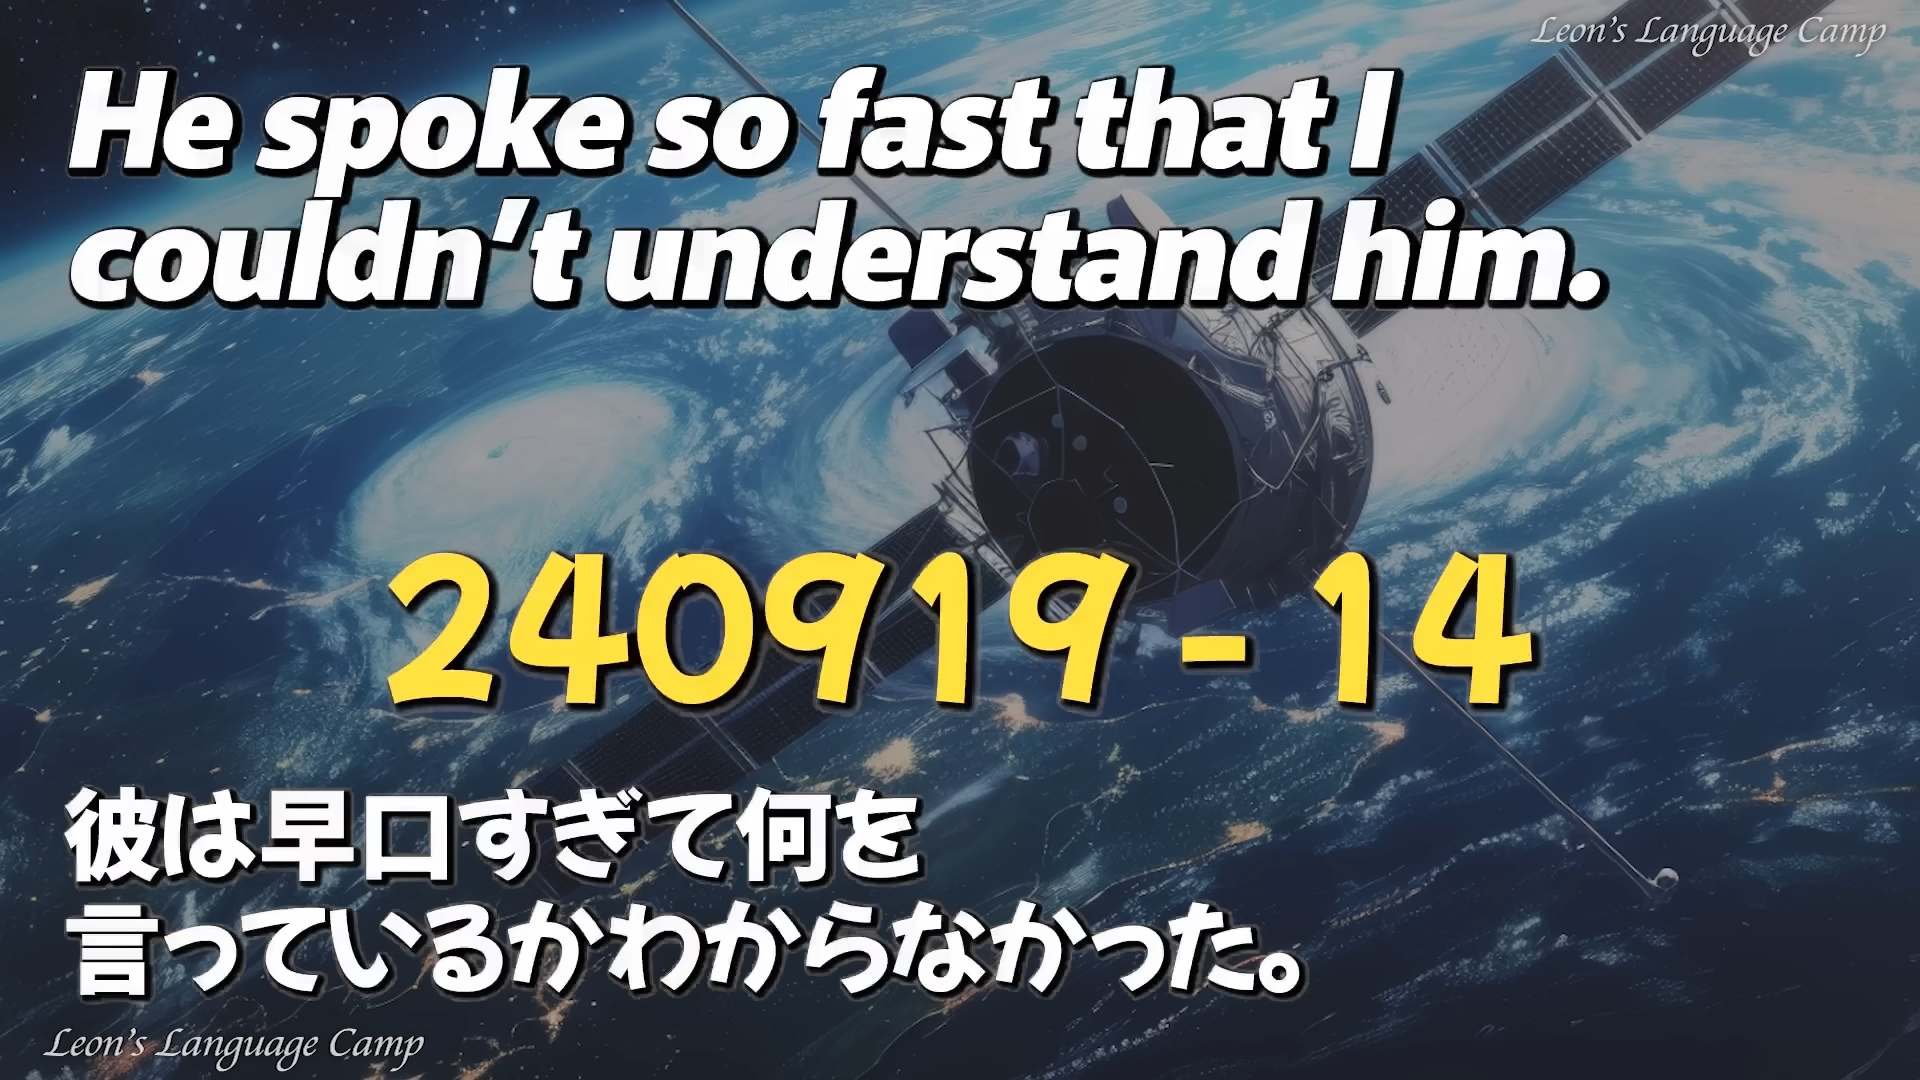 Leon's Language Camp
He spoke so fast that I
couldn't understand him.
240919-14
彼は早口すぎて何を
言っているかわからなかった。
Leon's Language Camp